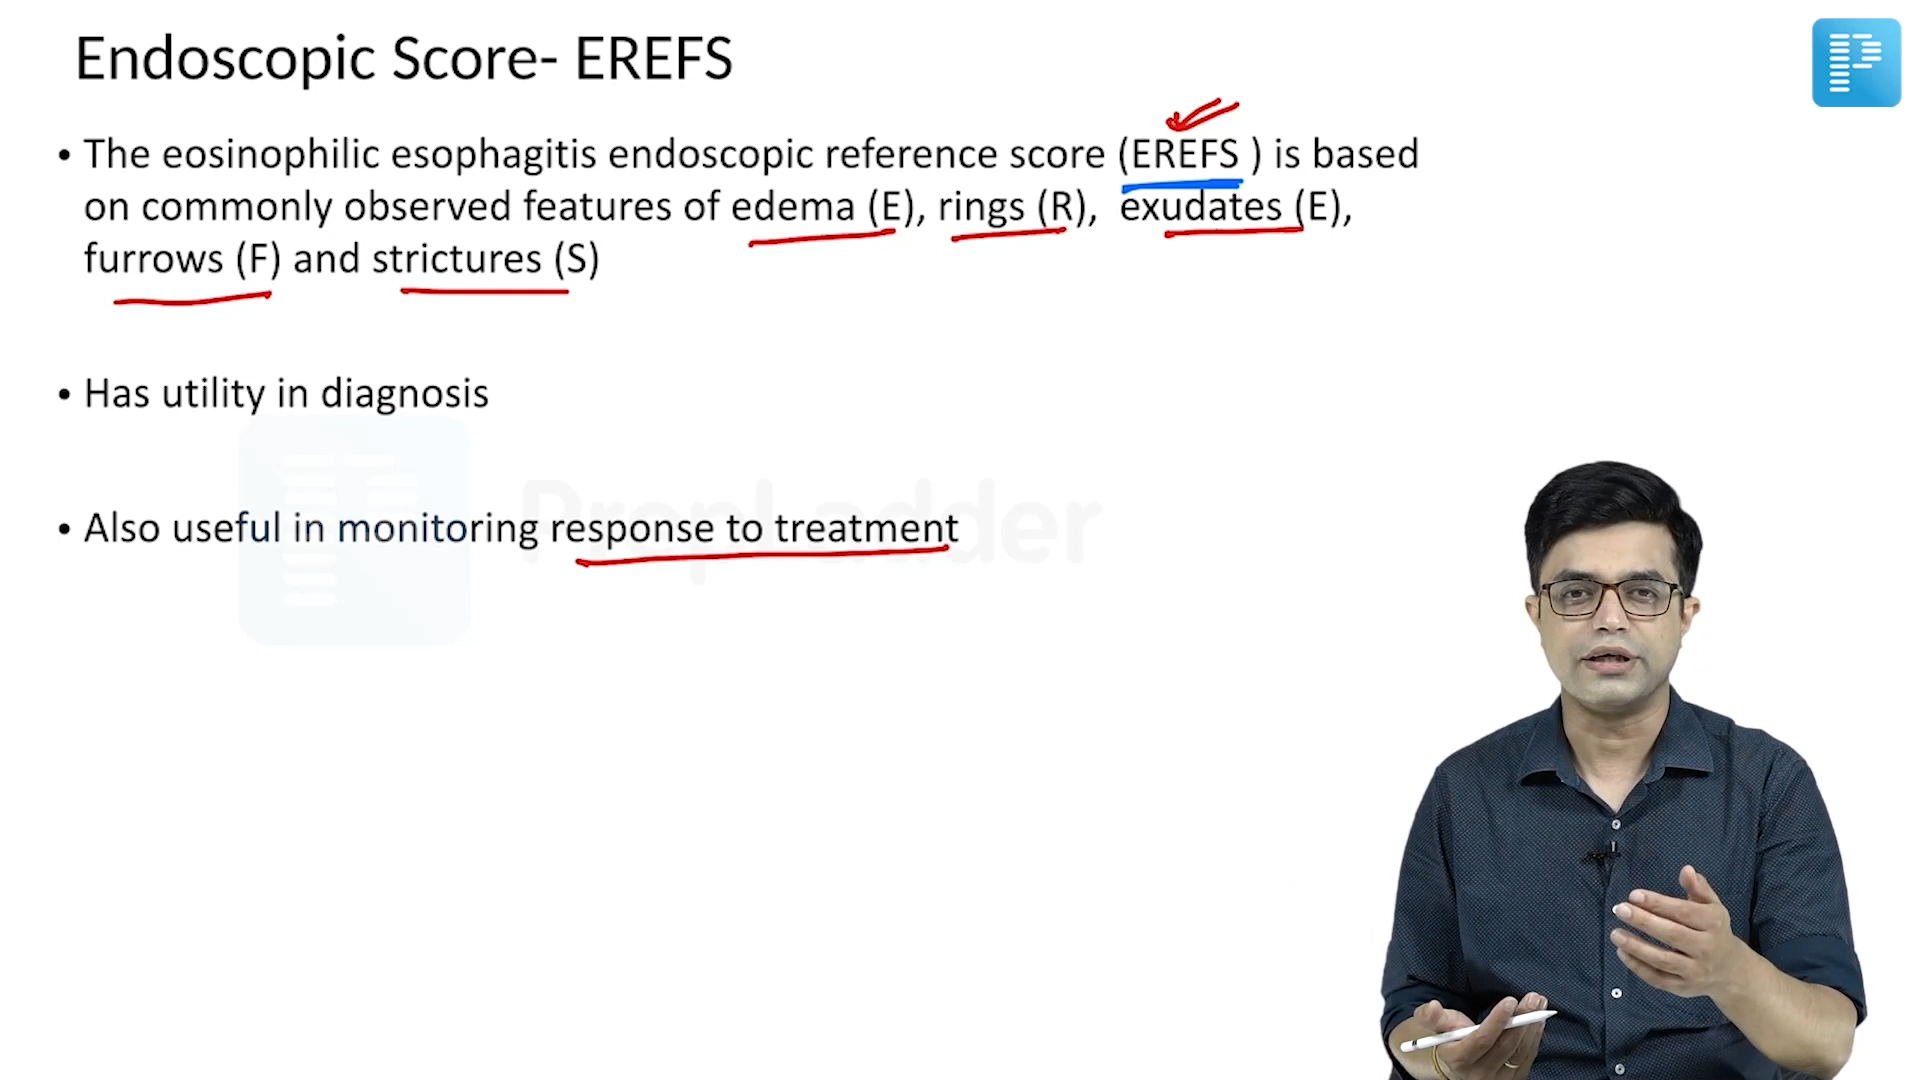 Endoscopic Score- EREFS
• The eosinophilic esophagitis endoscopic reference score (EREFS ) is based
on commonly observed features of edema (E), rings (R), exudates (E),
furrows (F) and strictures (S)
• Has utility in diagnosis
• Also useful in monitoring response to treatment
PrepLadder